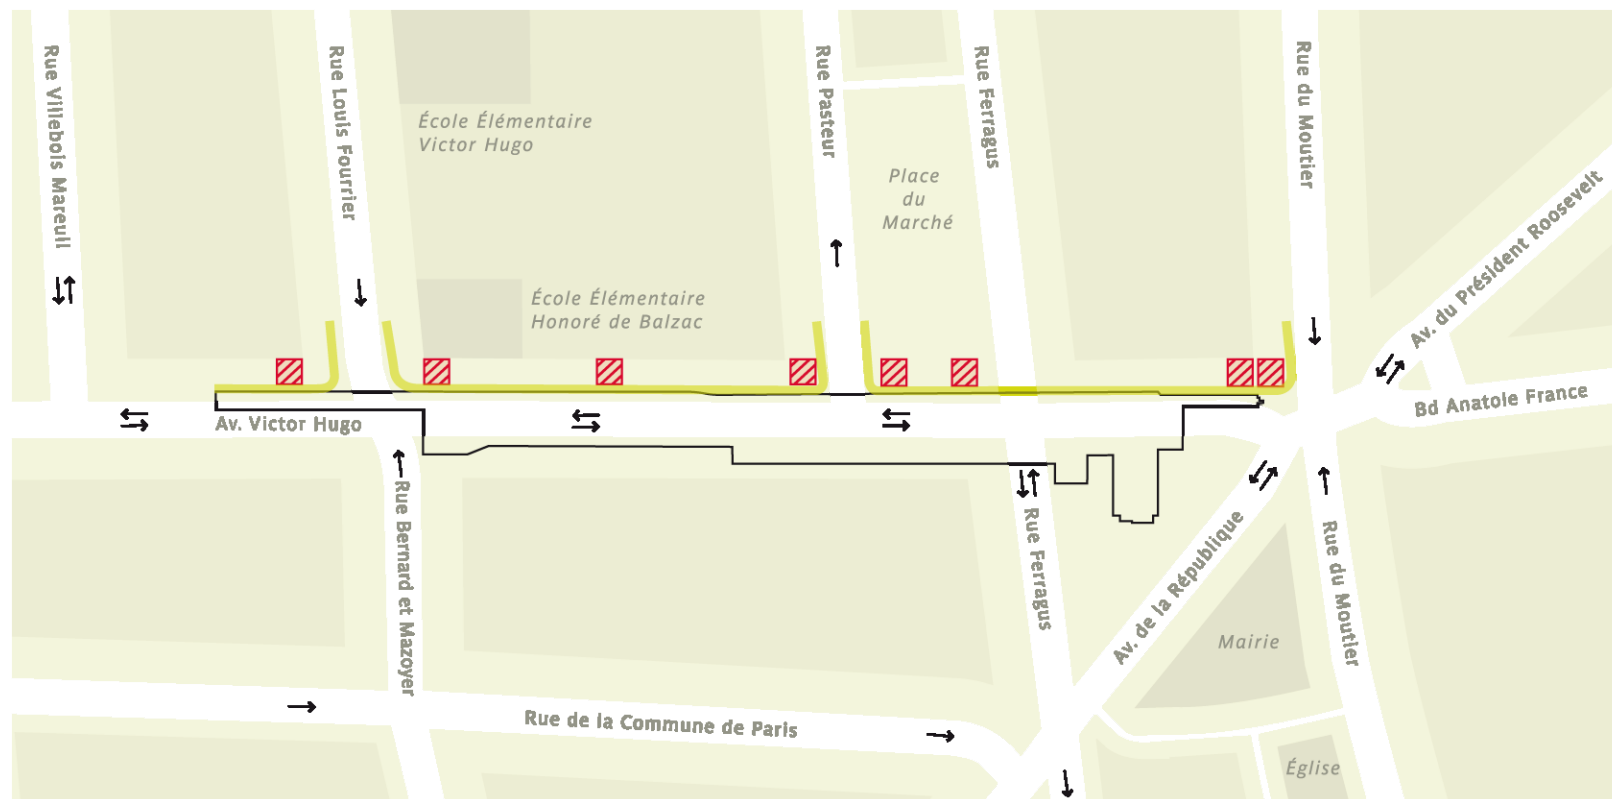 Rue Villebois Mareuil
Rue Louis Fourrier
École Élémentaire
Victor Hugo
Rue Pasteur
Rue Ferragus
Place
du
Marché
Rue du Moutier
Av. du Président Roosevelt
École Élémentaire
Honoré de Balzac
Bd Anatole France
Av. Victor Hugo
Rue Bernard et Mazoyer
Rue Ferragus
Av. de la République
Rue du Moutier
Mairie
Rue de la Commune de Paris
Église